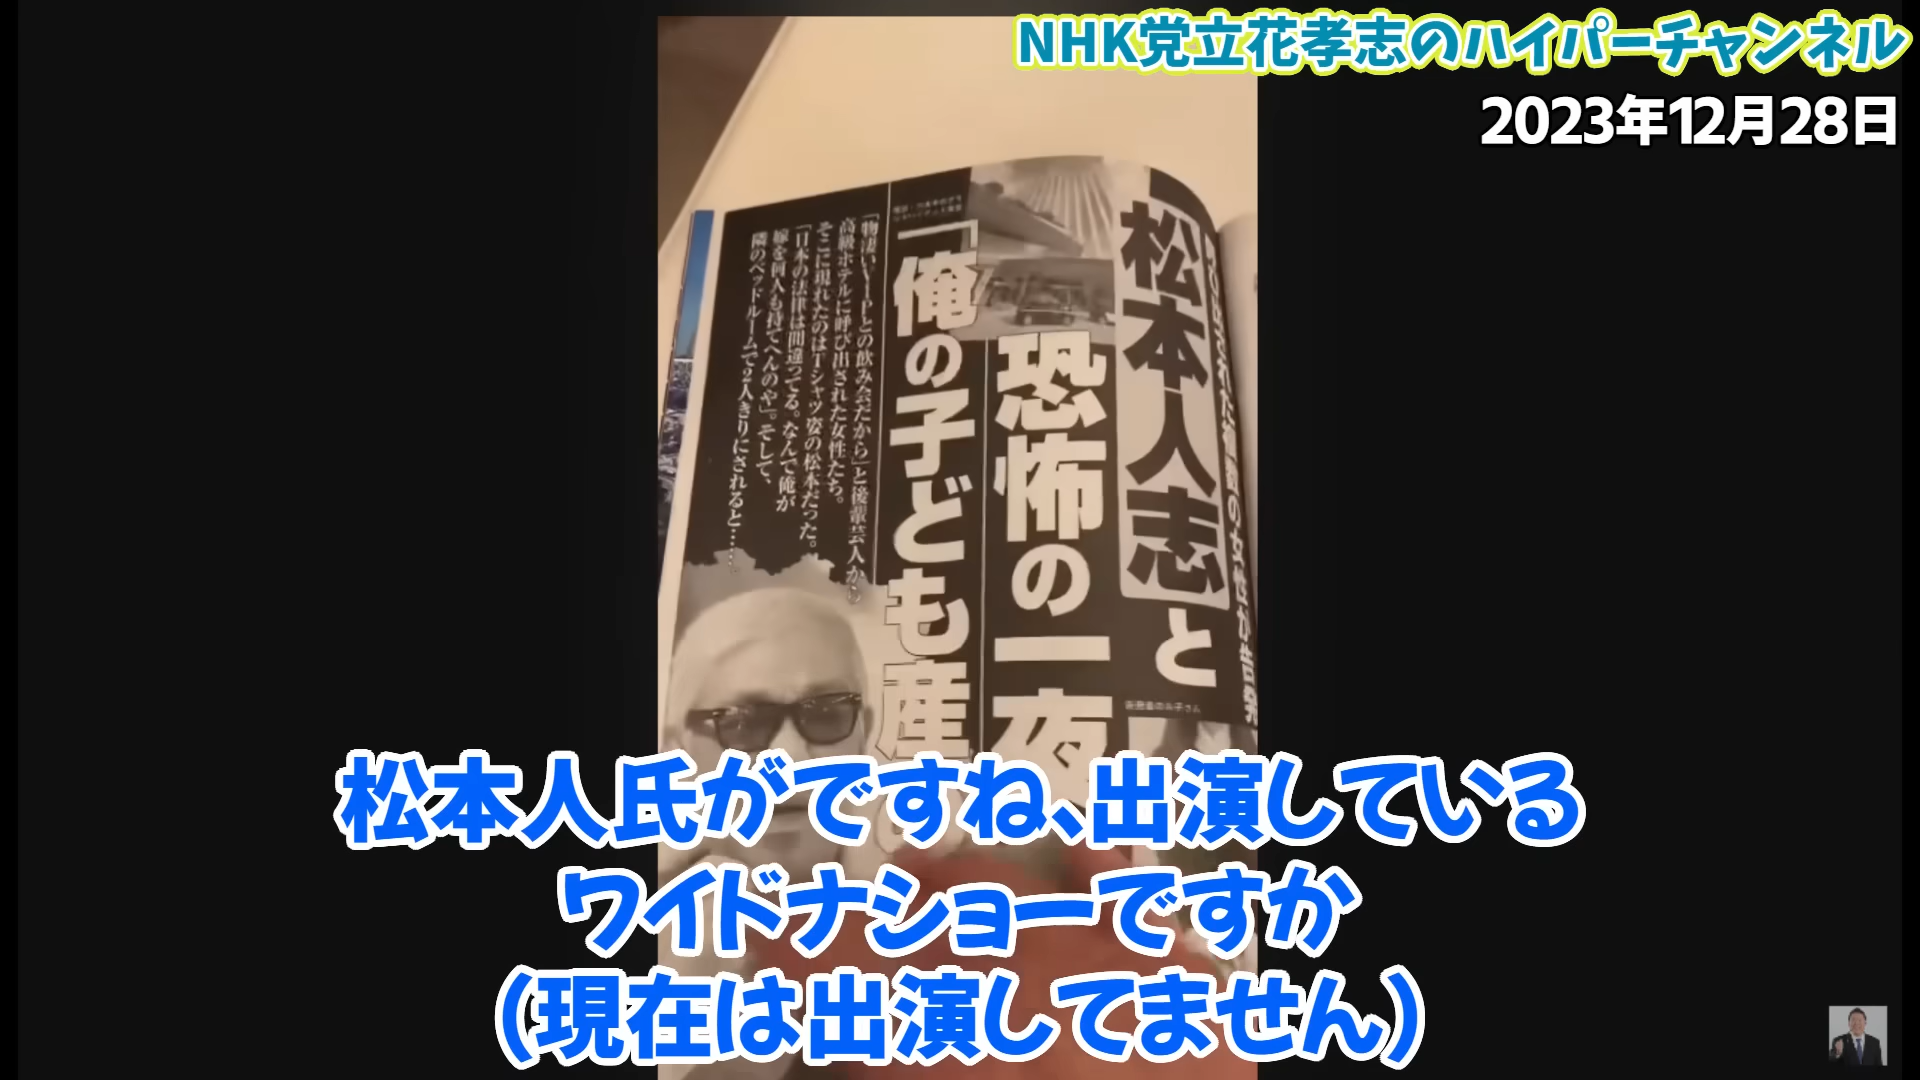 NHK党立花孝志のハイパーチャンネル
2023年12月28日
松本人志と
恐怖の一夜
「俺の子ども産
「物凄いVIPとの飲み会だから」と後輩芸人から
高級ホテルに呼び出された女性たち。
そこに現れたのはTシャツ姿の松本だった。
「日本の法律は間違ってる。なんで俺が
嫁を何人も持てへんのや」。そして、
隣のベッドルームで2人きりにされると……
松本人氏がですね、出演している
ワイドナショーですか
（現在は出演してません）